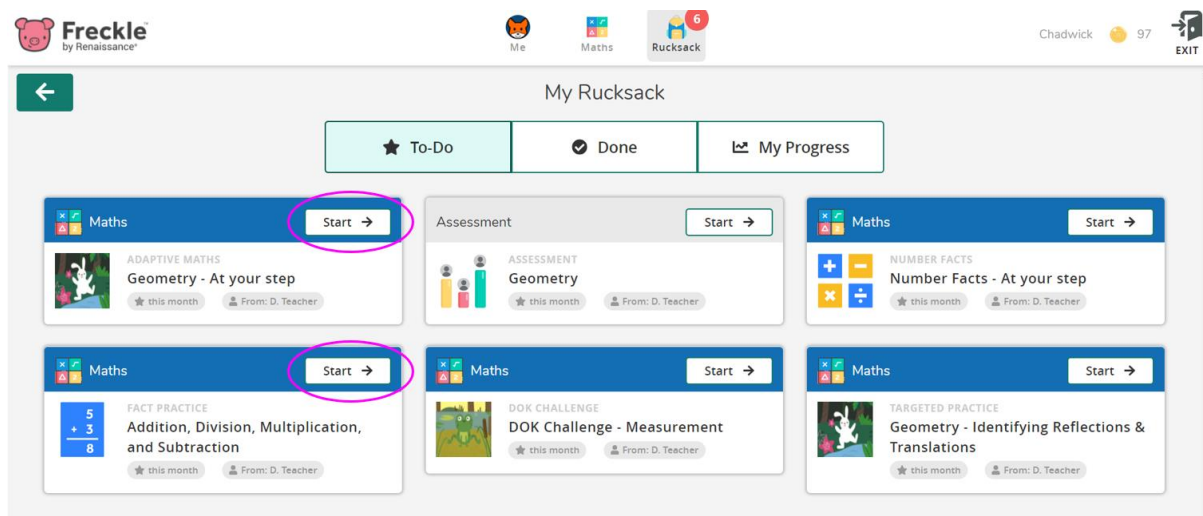 Freckle
by Renaissance®
Me
Maths
6
Rucksack
Chadwick
97
EXIT
My Rucksack
To-Do
Done
My Progress
Maths
Start →
ADAPTIVE MATHS
Geometry - At your step
this month
From: D. Teacher
Assessment
Start →
ASSESSMENT
Geometry
this month
From: D. Teacher
Maths
Start →
NUMBER FACTS
Number Facts - At your step
this month
From: D. Teacher
Maths
Start →
5
+ 3
8
FACT PRACTICE
Addition, Division, Multiplication,
and Subtraction
this month
From: D. Teacher
Maths
Start →
DOK CHALLENGE
DOK Challenge - Measurement
this month
From: D. Teacher
Maths
Start →
TARGETED PRACTICE
Geometry - Identifying Reflections &
Translations
this month
From: D. Teacher